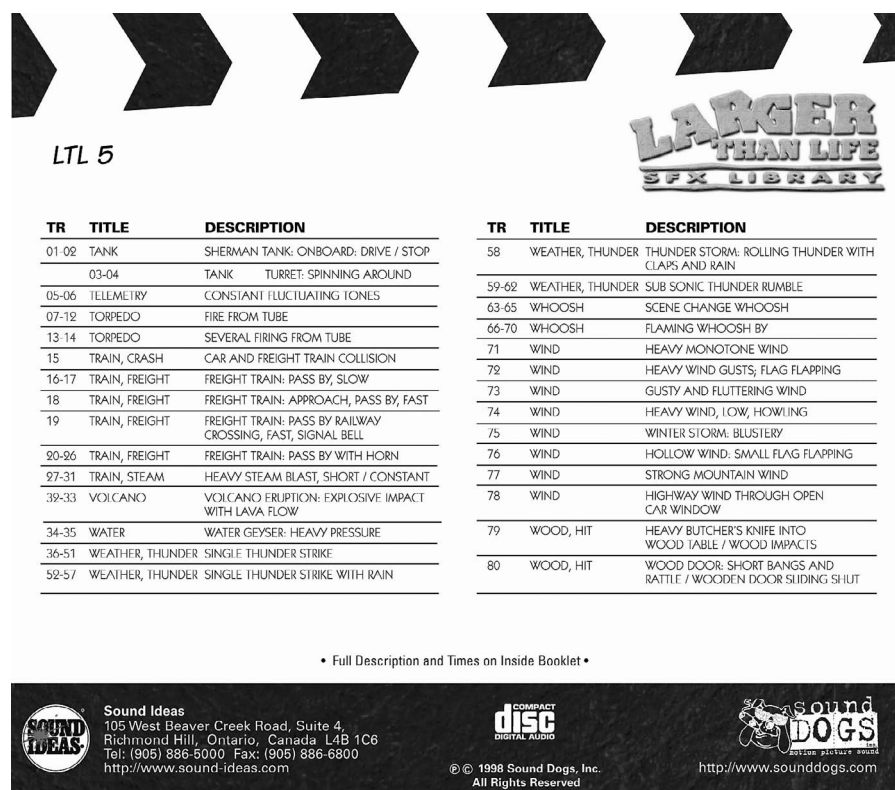 LARGER
THAN LIFE
SFX LIBRARY
LTL 5
TR TITLE DESCRIPTION
01-02 TANK SHERMAN TANK: ONBOARD: DRIVE / STOP
03-04 TANK TURRET: SPINNING AROUND
05-06 TELEMETRY CONSTANT FLUCTUATING TONES
07-12 TORPEDO FIRE FROM TUBE
13-14 TORPEDO SEVERAL FIRING FROM TUBE
15 TRAIN, CRASH CAR AND FREIGHT TRAIN COLLISION
16-17 TRAIN, FREIGHT FREIGHT TRAIN: PASS BY, SLOW
18 TRAIN, FREIGHT FREIGHT TRAIN: APPROACH, PASS BY, FAST
19 TRAIN, FREIGHT FREIGHT TRAIN: PASS BY RAILWAY
CROSSING, FAST, SIGNAL BELL
20-26 TRAIN, FREIGHT FREIGHT TRAIN: PASS BY WITH HORN
27-31 TRAIN, STEAM HEAVY STEAM BLAST, SHORT / CONSTANT
32-33 VOLCANO VOLCANO ERUPTION: EXPLOSIVE IMPACT
WITH LAVA FLOW
34-35 WATER WATER GEYSER: HEAVY PRESSURE
36-51 WEATHER, THUNDER SINGLE THUNDER STRIKE
52-57 WEATHER, THUNDER SINGLE THUNDER STRIKE WITH RAIN
TR TITLE DESCRIPTION
58 WEATHER, THUNDER THUNDER STORM: ROLLING THUNDER WITH
CLAPS AND RAIN
59-62 WEATHER, THUNDER SUB SONIC THUNDER RUMBLE
63-65 WHOOSH SCENE CHANGE WHOOSH
66-70 WHOOSH FLAMING WHOOSH BY
71 WIND HEAVY MONOTONE WIND
72 WIND HEAVY WIND GUSTS; FLAG FLAPPING
73 WIND GUSTY AND FLUTTERING WIND
74 WIND HEAVY WIND, LOW, HOWLING
75 WIND WINTER STORM: BLUSTERY
76 WIND HOLLOW WIND: SMALL FLAG FLAPPING
77 WIND STRONG MOUNTAIN WIND
78 WIND HIGHWAY WIND THROUGH OPEN
CAR WINDOW
79 WOOD, HIT HEAVY BUTCHER'S KNIFE INTO
WOOD TABLE / WOOD IMPACTS
80 WOOD, HIT WOOD DOOR: SHORT BANGS AND
RATTLE / WOODEN DOOR SLIDING SHUT
• Full Description and Times on Inside Booklet •
SOUND
IDEAS
Sound Ideas
105 West Beaver Creek Road, Suite 4,
Richmond Hill, Ontario, Canada L4B 1C6
Tel: (905) 886-5000 Fax: (905) 886-6800
http://www.sound-ideas.com
COMPACT
disc
DIGITAL AUDIO
℗ © 1998 Sound Dogs, Inc.
All Rights Reserved
sound
DOGS
inc.
motion picture sound
http://www.sounddogs.com